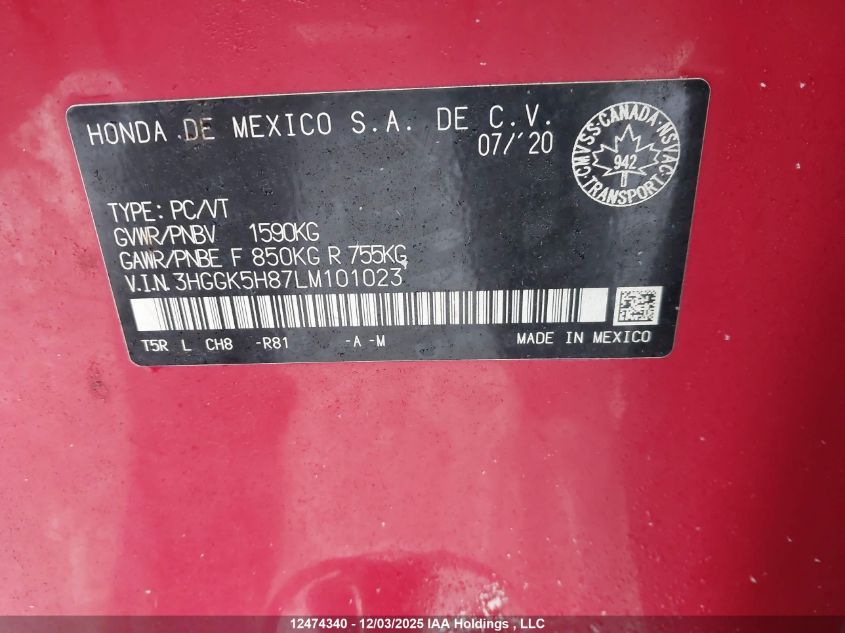 HONDA DE MEXICO S.A. DE C.V.
07/'20
CMVSS·CANADA·NSVAC
942
·TRANSPORT·
TYPE: PC/VT
GVWR/PNBV 1590KG
GAWR/PNBE F 850KG R 755KG
V.I.N. 3HGGK5H87LM101023
T5R L CH8 -R81 -A -M MADE IN MEXICO
12474340 - 12/03/2025 IAA Holdings , LLC